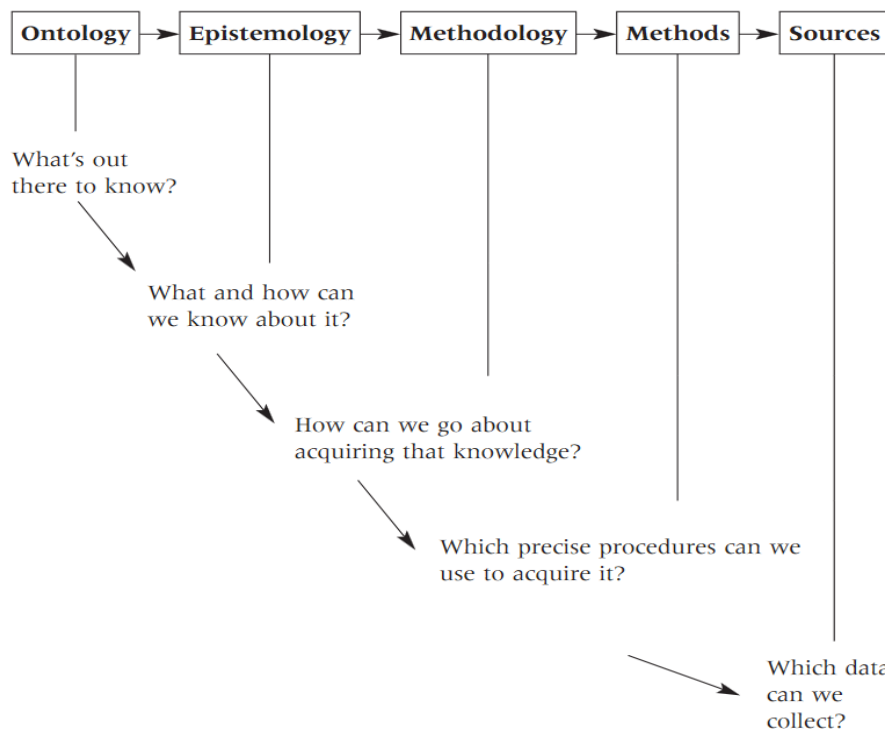 Ontology Epistemology Methodology Methods Sources
What’s out
there to know?
What and how can
we know about it?
How can we go about
acquiring that knowledge?
Which precise procedures can we
use to acquire it?
Which data
can we
collect?